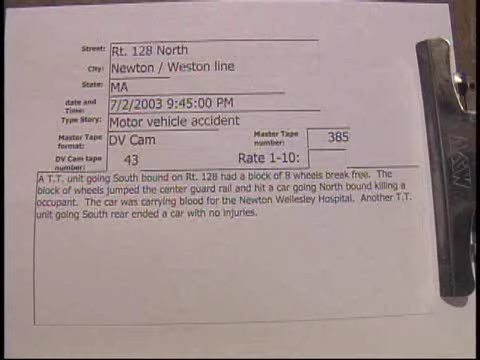 Street: Rt. 128 North
City: Newton / Weston line
State: MA
date and Time: 7/2/2003 9:45:00 PM
Type Story: Motor vehicle accident
Master Tape format: DV Cam Master Tape number: 385
DV Cam tape number: 43 Rate 1-10:
A T.T. unit going South bound on Rt. 128 had a block of 8 wheels break free. The
block of wheels jumped the center guard rail and hit a car going North bound killing a
occupant. The car was carrying blood for the Newton Wellesley Hospital. Another T.T.
unit going South rear ended a car with no injuries.